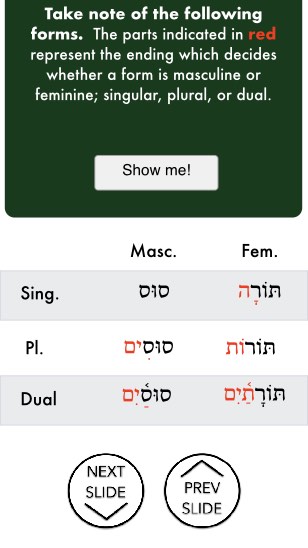 Take note of the following
forms. The parts indicated in red
represent the ending which decides
whether a form is masculine or
feminine; singular, plural, or dual.
Show me!
Masc. Fem.
Sing. סוּס תּוֹרָה
Pl. סוּסִים תּוֹרוֹת
Dual סוּסַ֫יִם תּוֹרָתַ֫יִם
NEXT
SLIDE
PREV
SLIDE